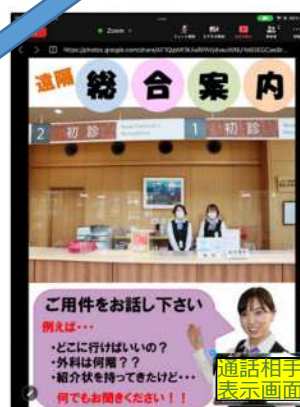 Zoom
遠隔 総合案内
2 初診
1 初診
ご用件をお話し下さい
例えば・・・
・どこに行けばいいの？
・外科は何階？？
・紹介状を持ってきたけど・・・
何でもお聞きください！！
通話相手
表示画面